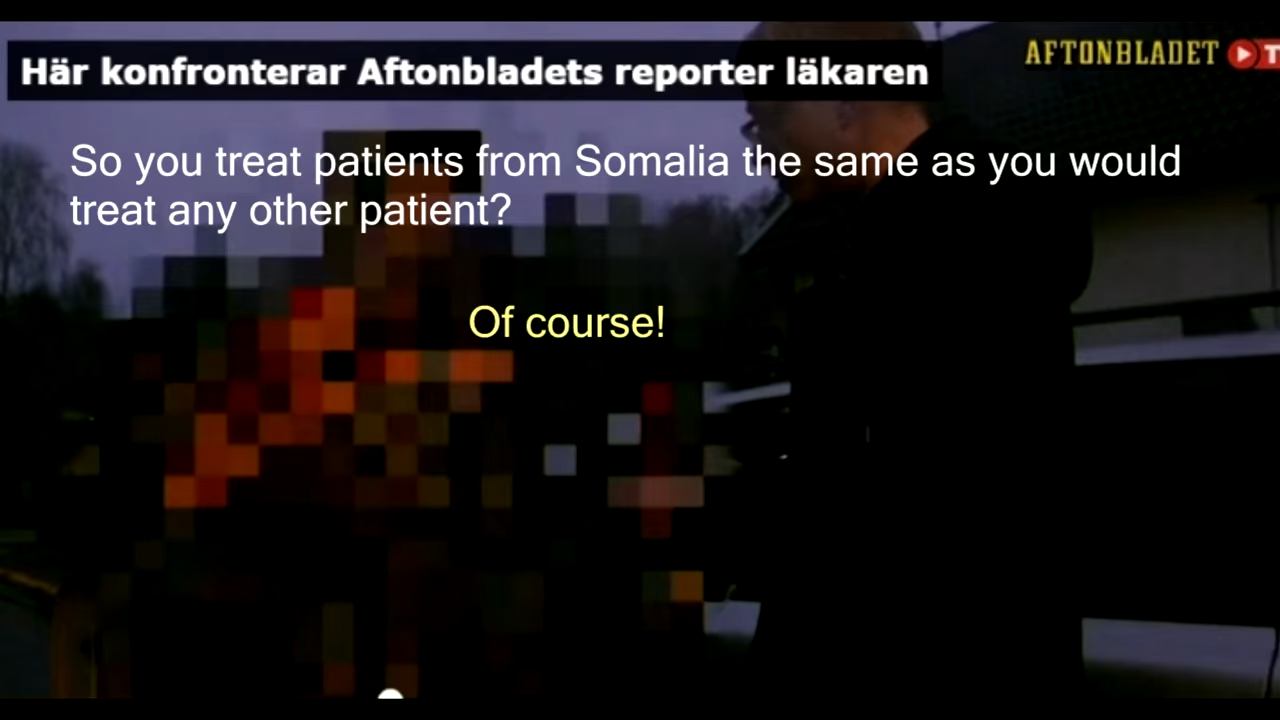 Här konfronterar Aftonbladets reporter läkaren
AFTONBLADET
So you treat patients from Somalia the same as you would
treat any other patient?
Of course!